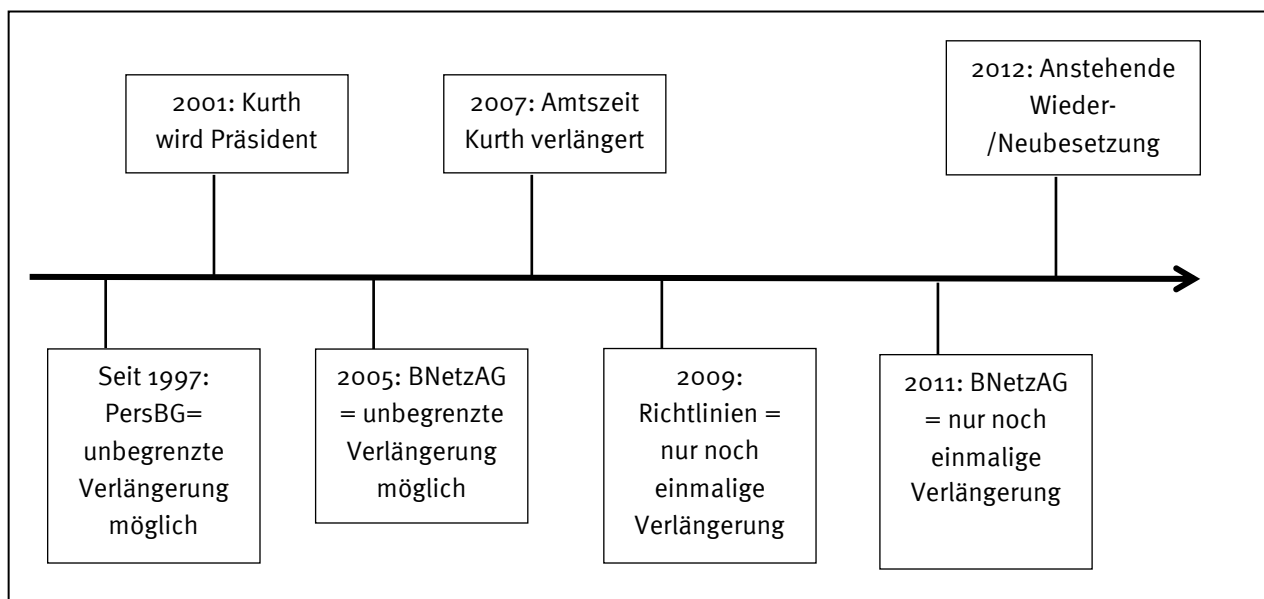 2001: Kurth
wird Präsident
2007: Amtszeit
Kurth verlängert
2012: Anstehende
Wieder-
/Neubesetzung
Seit 1997:
PersBG=
unbegrenzte
Verlängerung
möglich
2005: BNetzAG
= unbegrenzte
Verlängerung
möglich
2009:
Richtlinien =
nur noch
einmalige
Verlängerung
2011: BNetzAG
= nur noch
einmalige
Verlängerung